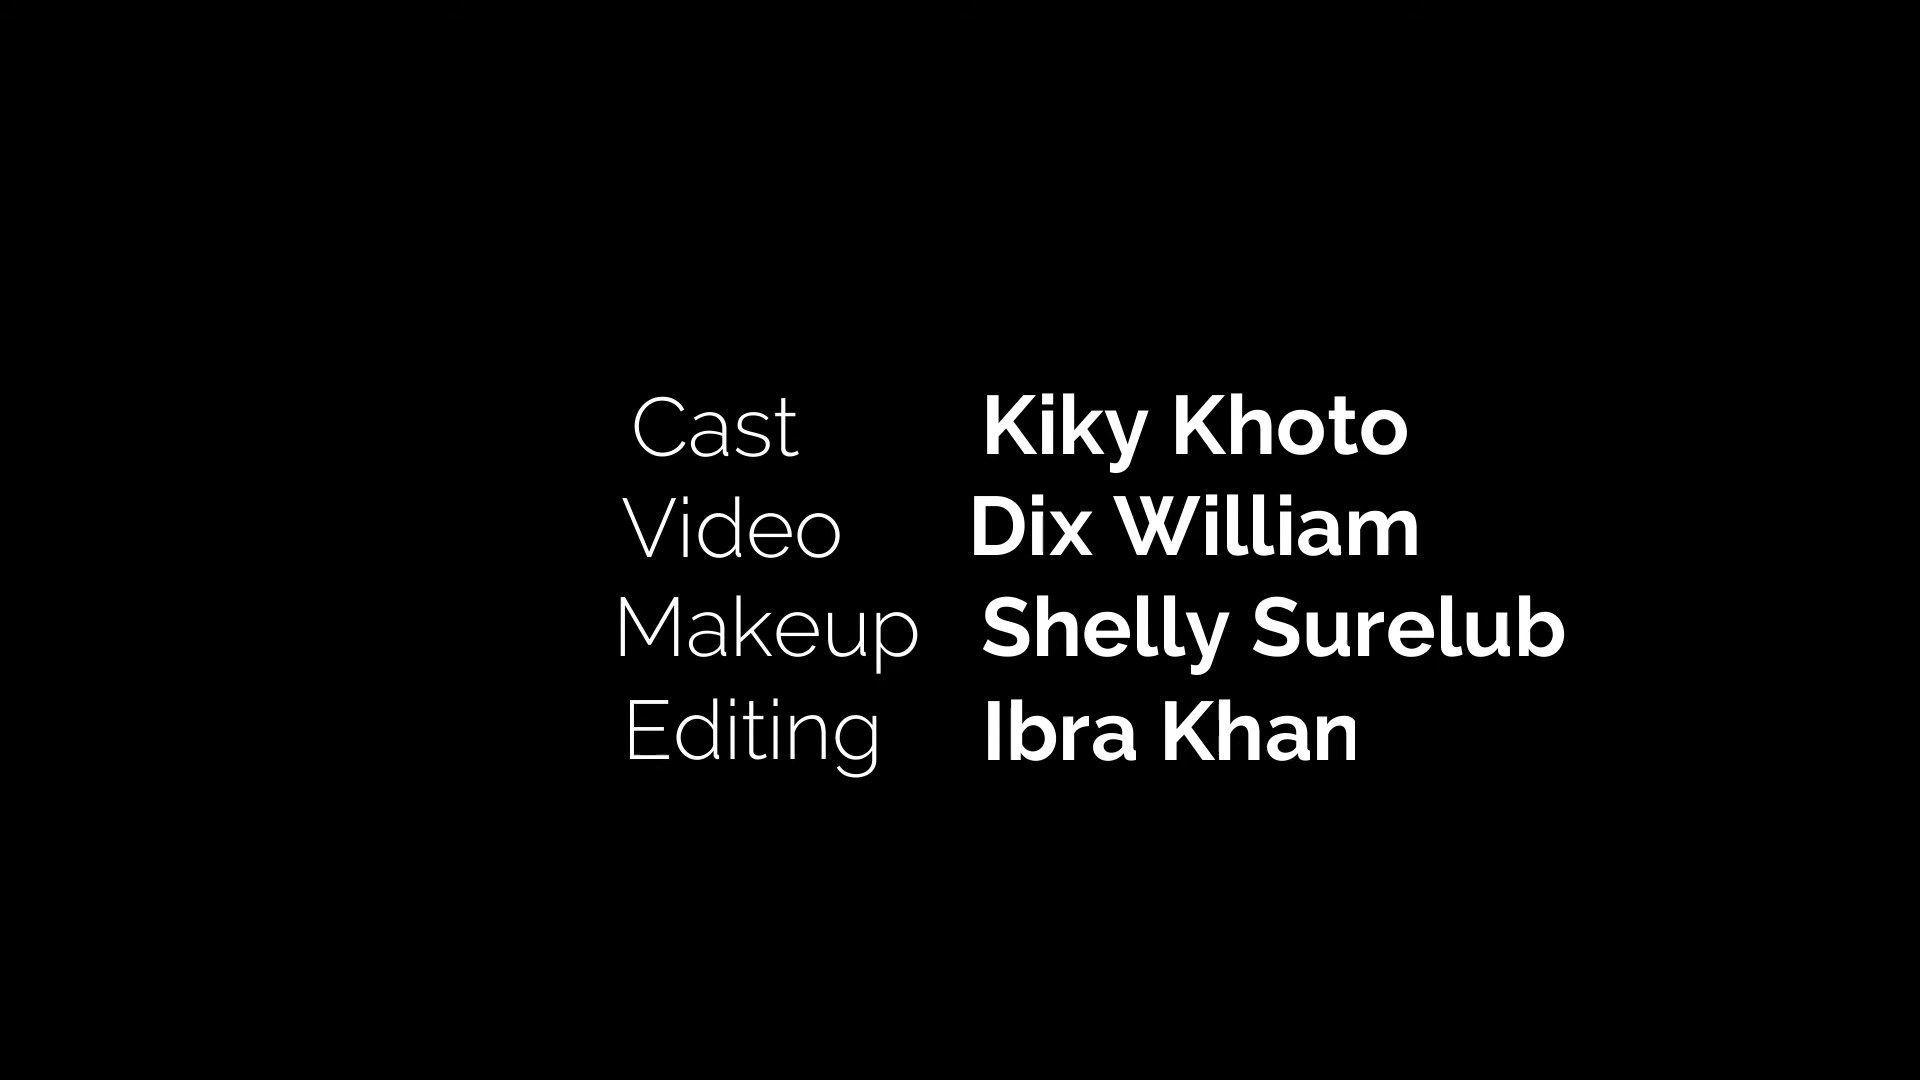 Cast Kiky Khoto
Video Dix William
Makeup Shelly Surelub
Editing Ibra Khan